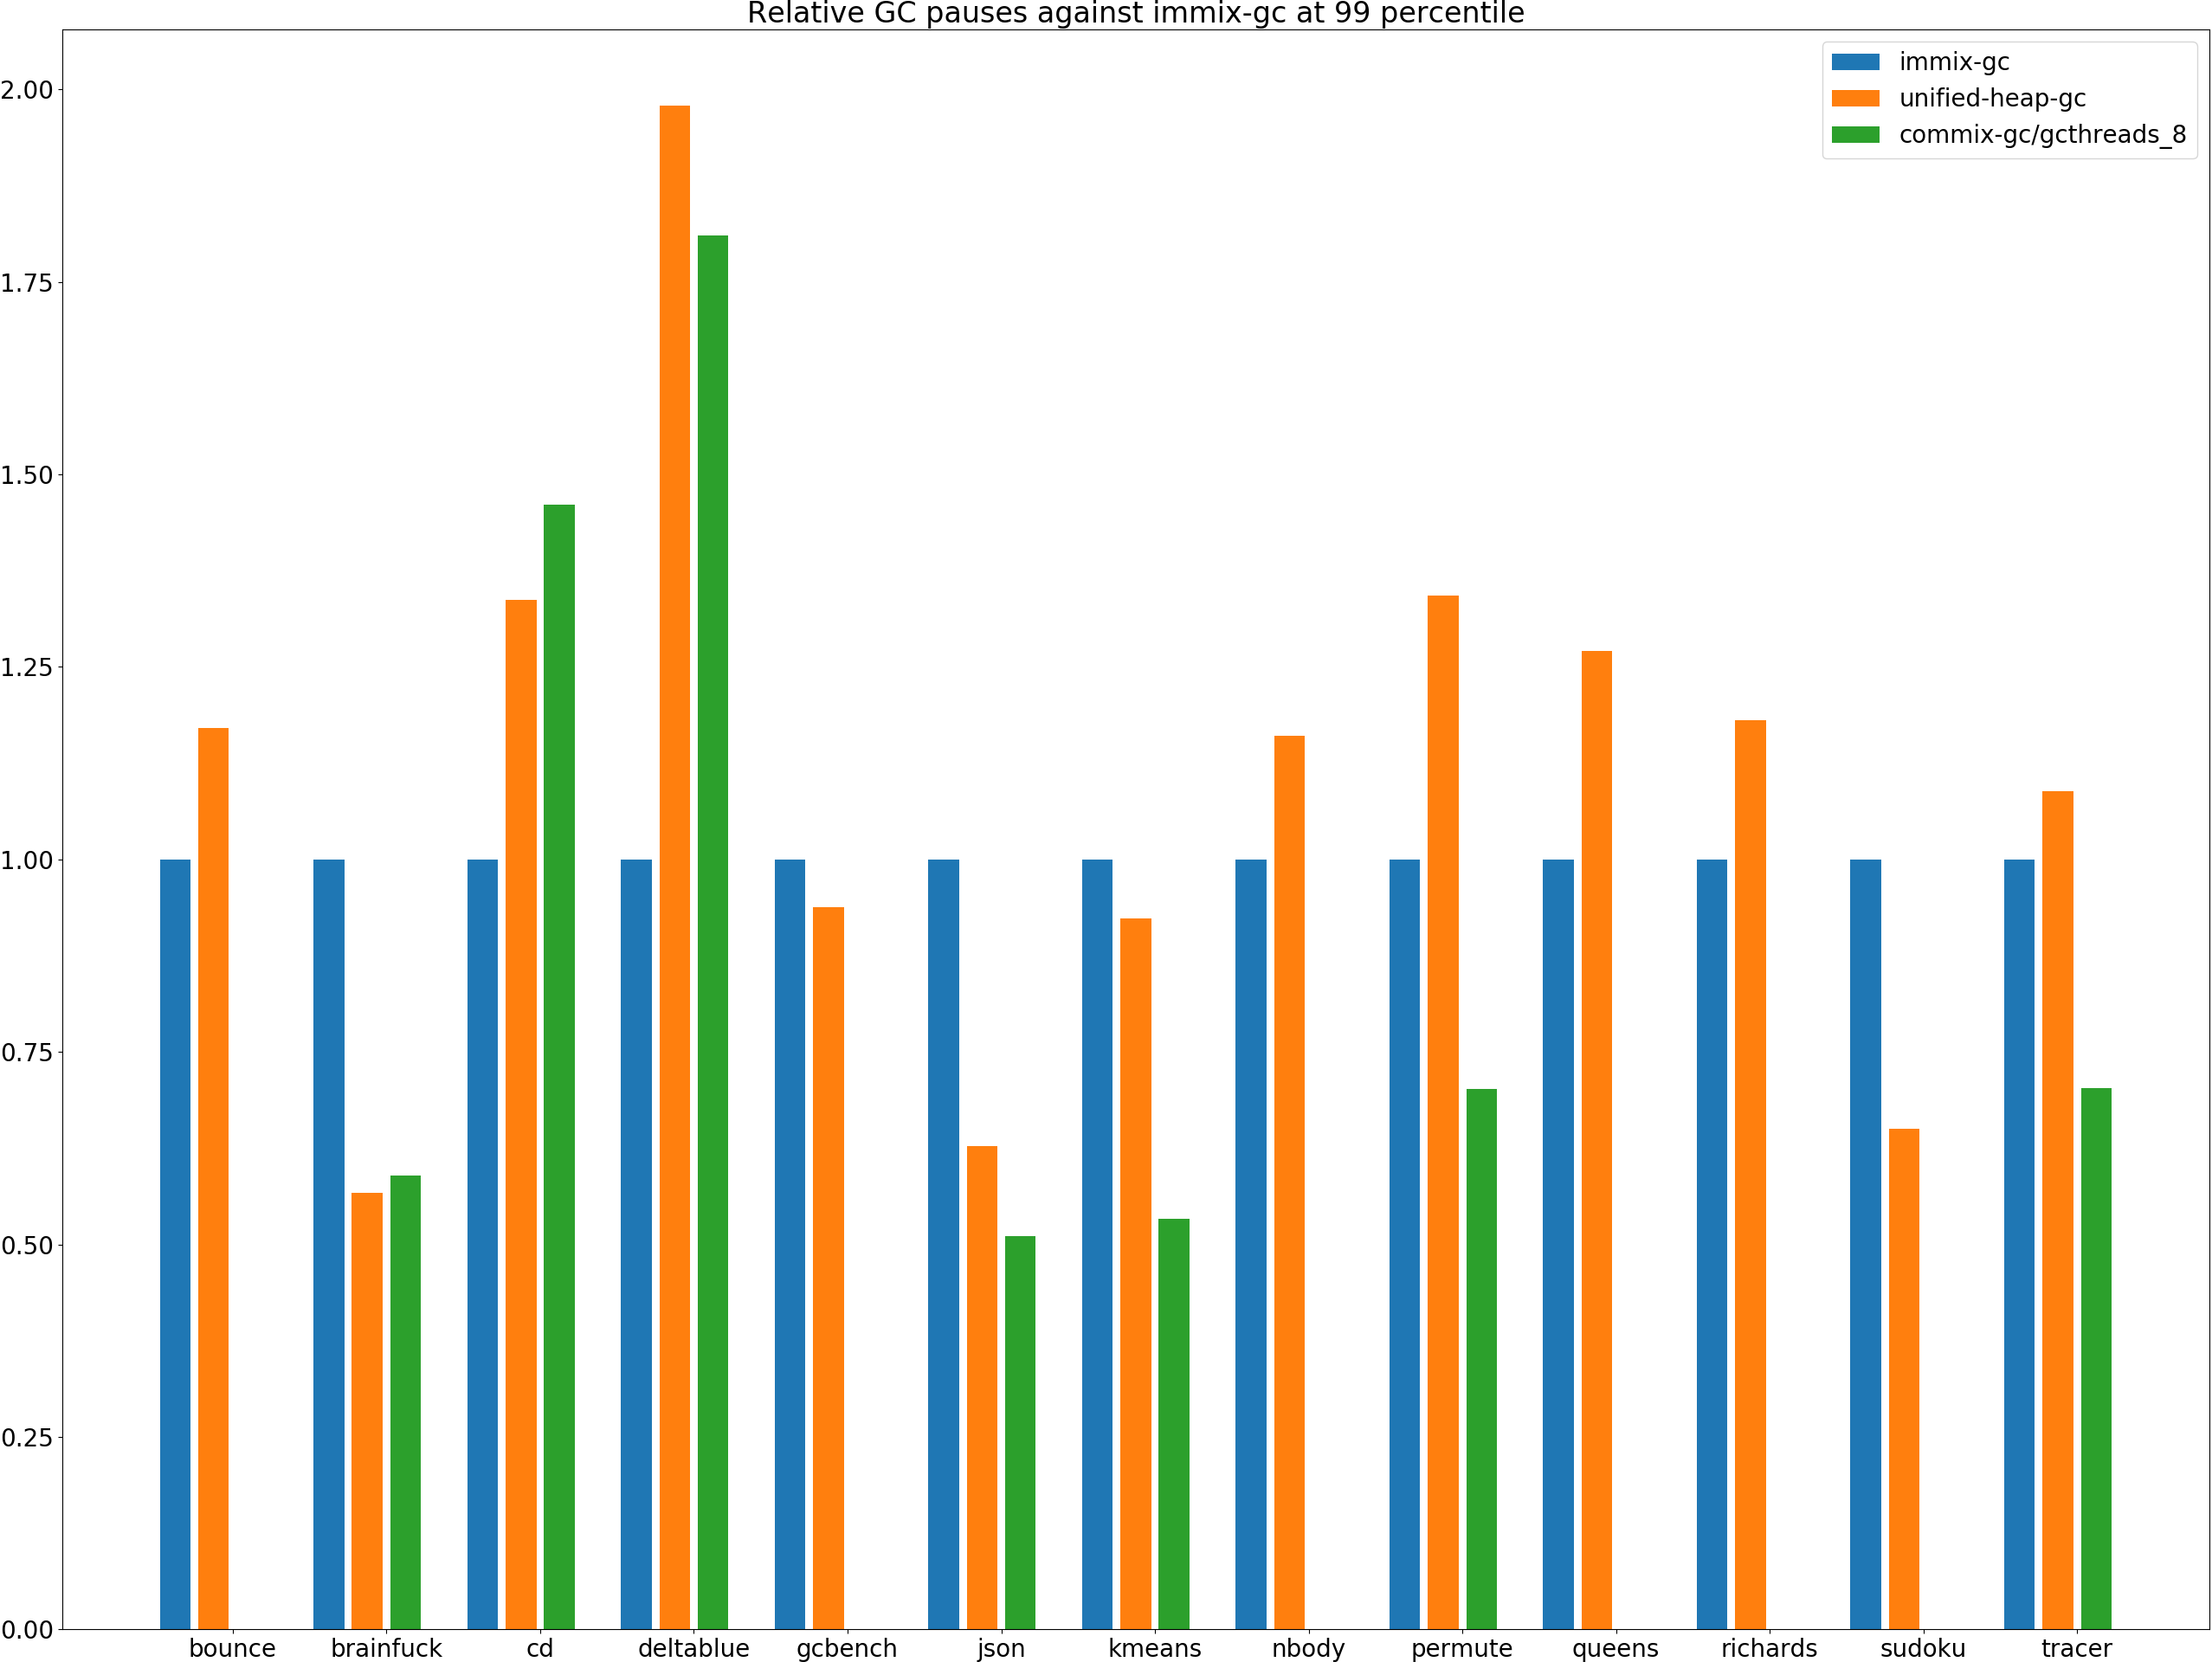 Relative GC pauses against immix-gc at 99 percentile
immix-gc
unified-heap-gc
commix-gc/gcthreads_8
2.00
1.75
1.50
1.25
1.00
0.75
0.50
0.25
0.00
bounce brainfuck cd deltablue gcbench json kmeans nbody permute queens richards sudoku tracer